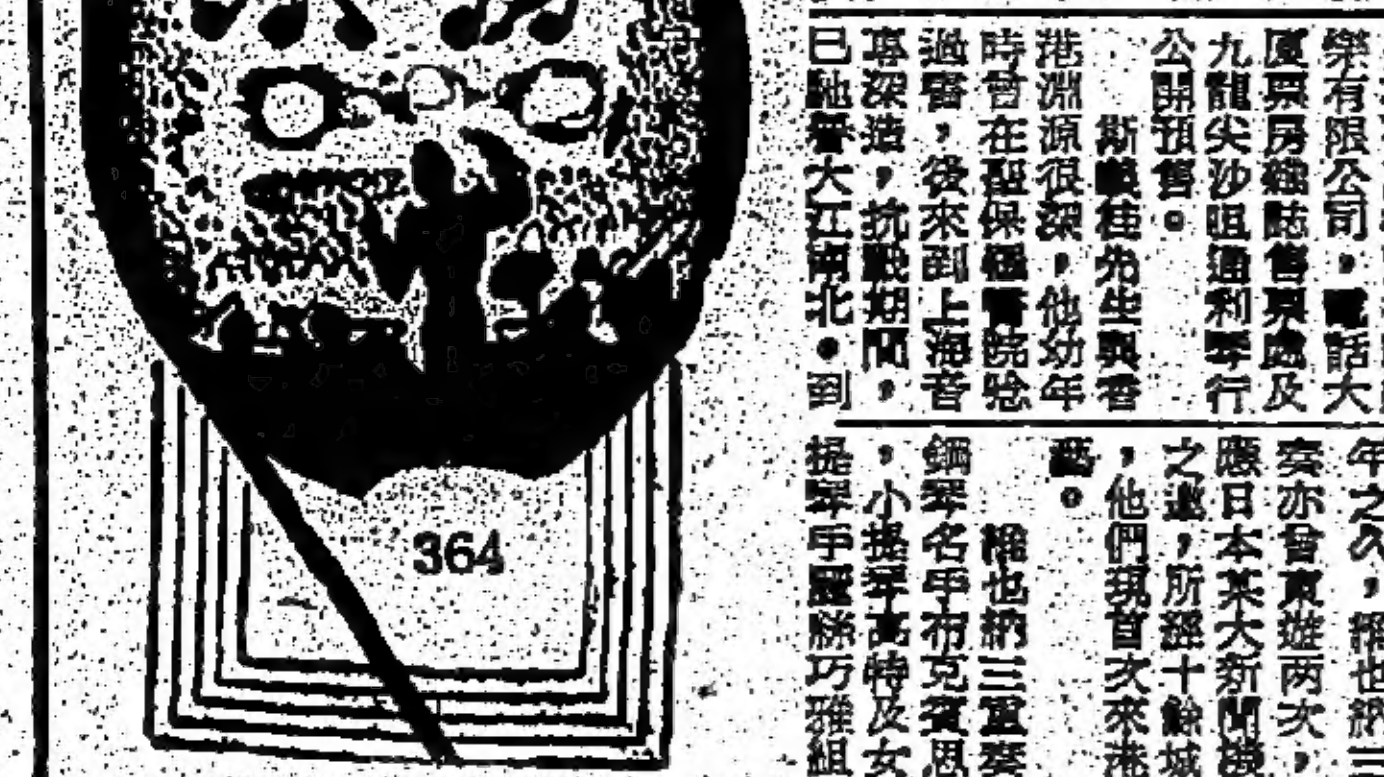 樂有限公司，電話大
廈票房繼誌售票處及
九龍尖沙咀通利琴行
公開預售。
斯義桂先生與香
港淵源很深，他幼年
時曾在聖保羅書院唸
過書，後來到上海音
專深造，抗戰期間，
已馳譽大江南北。到
年之久，維也納三
奏亦曾東遊两次，
應日本某大新聞機
之邀，所經十餘城
，他們現首次來港
藝。
維也納三重奏
鋼琴名手布克賓思
，小提琴高特及女
提琴手羅絲巧雅組
364